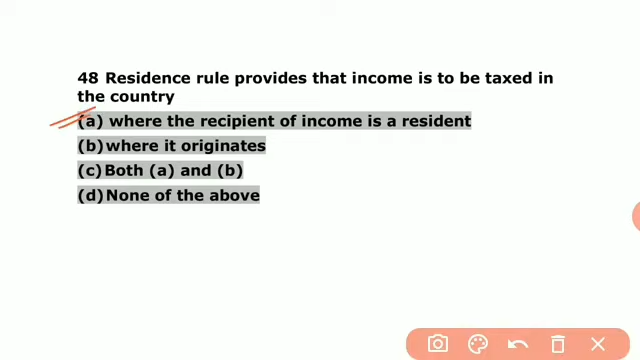 48 Residence rule provides that income is to be taxed in
the country
(a) where the recipient of income is a resident
(b) where it originates
(c) Both (a) and (b)
(d) None of the above